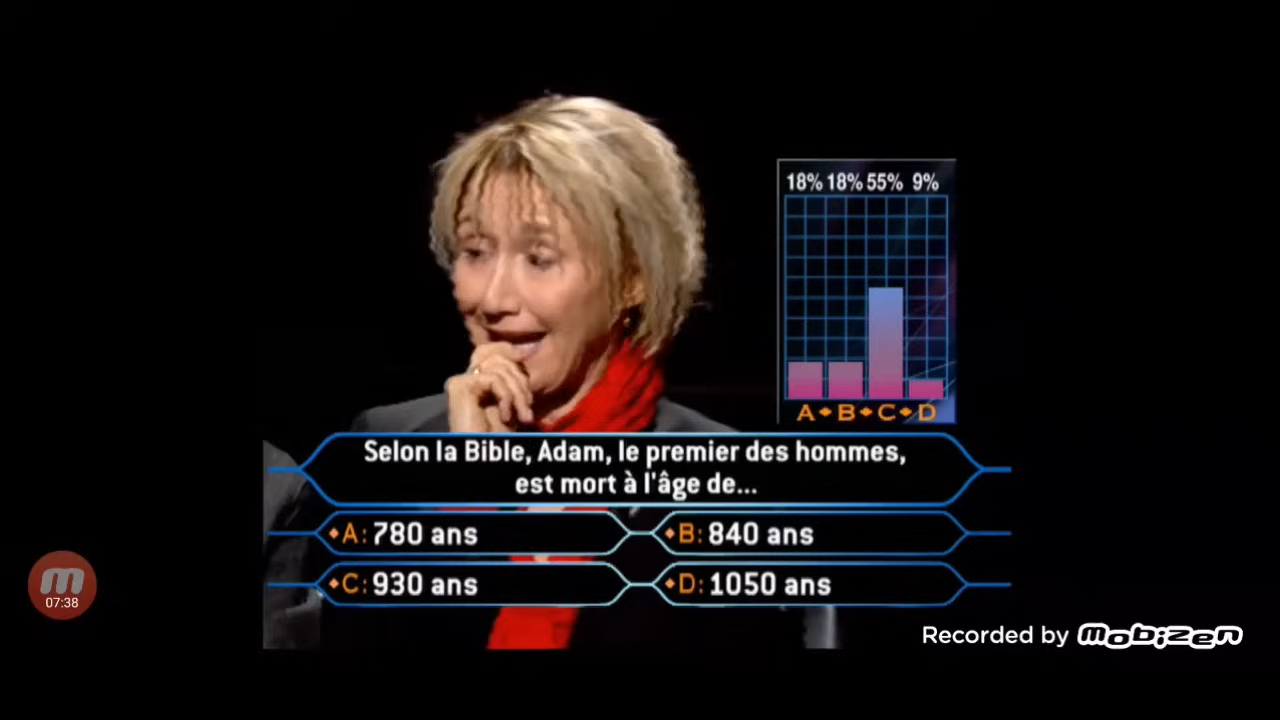 18% 18% 55% 9%
A B C D
Selon la Bible, Adam, le premier des hommes,
est mort à l'âge de...
A: 780 ans
B: 840 ans
C: 930 ans
D: 1050 ans
m
07:38
Recorded by mobizen